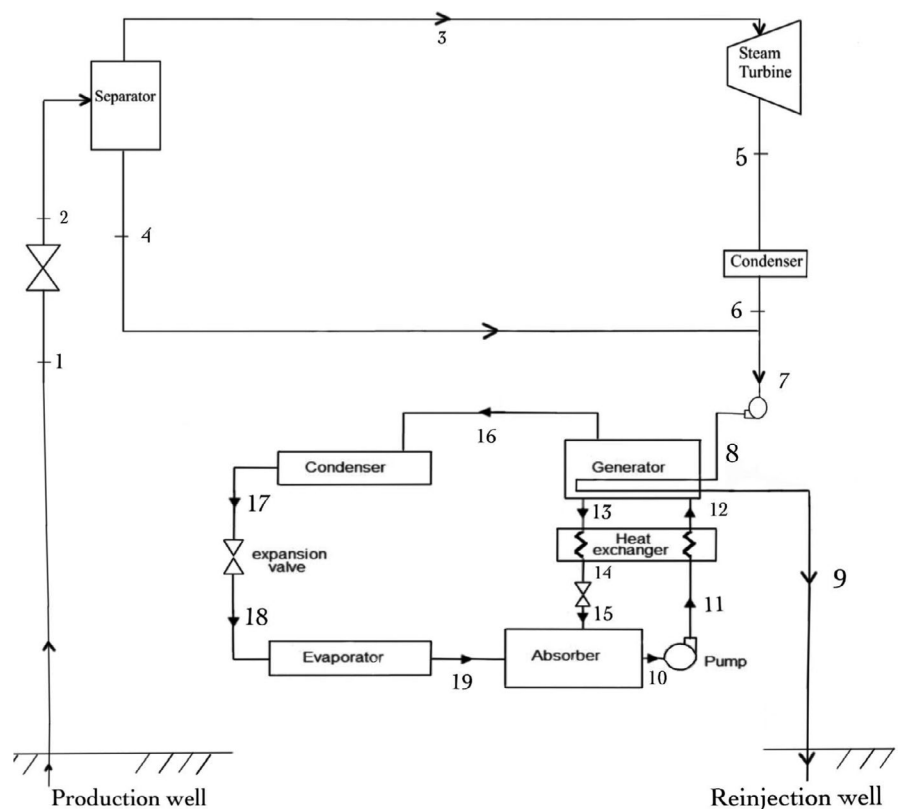 3
Steam
Turbine
Separator
5
2
4
Condenser
6
1
7
16
8
Condenser
Generator
17
13
12
Heat
exchanger
expansion
valve
14
9
11
15
18
Evaporator
Absorber
Pump
19
10
Production well
Reinjection well